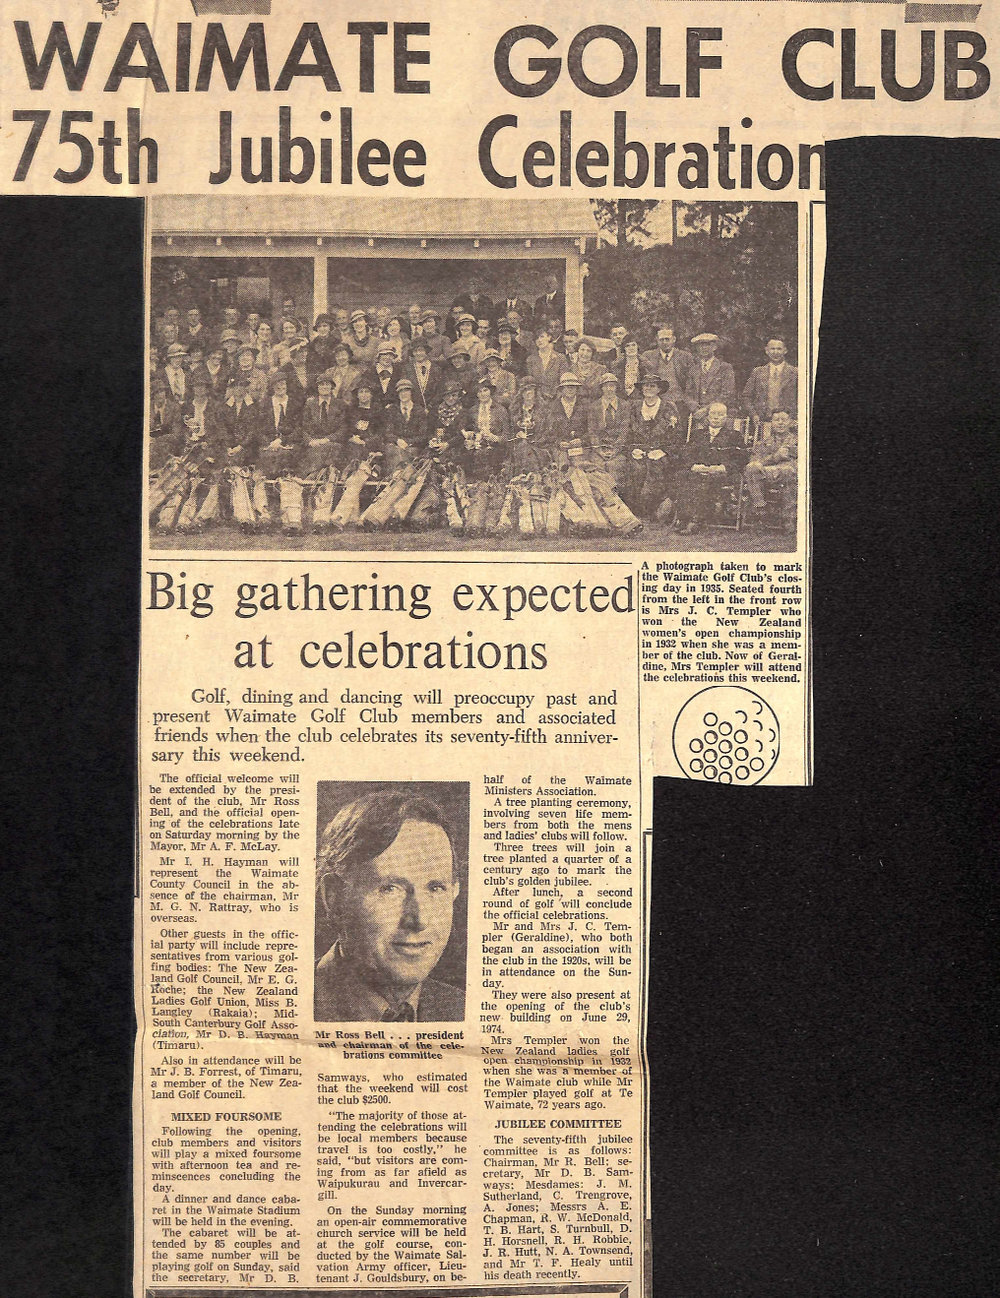 WAIMATE GOLF CLUB
75th Jubilee Celebration
A photograph taken to mark
the Waimate Golf Club's clos-
ing day in 1935. Seated fourth
from the left in the front row
is Mrs J. C. Templer who
won the New Zealand
women's open championship
in 1932 when she was a mem-
ber of the club. Now of Geral-
dine, Mrs Templer will attend
the celebrations this weekend.
Big gathering expected
at celebrations
Golf, dining and dancing will preoccupy past and
present Waimate Golf Club members and associated
friends when the club celebrates its seventy-fifth anniver-
sary this weekend.
The official welcome will
be extended by the presi-
dent of the club, Mr Ross
Bell, and the official open-
ing of the celebrations late
on Saturday morning by the
Mayor, Mr A. F. McLay.
Mr I. H. Hayman will
represent the Waimate
County Council in the ab-
sence of the chairman, Mr
M. G. N. Rattray, who is
overseas.
Other guests in the offic-
ial party will include repre-
sentatives from various gol-
fing bodies: The New Zea-
land Golf Council, Mr E. G.
Roche; the New Zealand
Ladies Golf Union, Miss B.
Langley (Rakaia); Mid-
South Canterbury Golf Asso-
ciation, Mr D. B. Hayman
(Timaru).
Also in attendance will be
Mr J. B. Forrest, of Timaru,
a member of the New Zea-
land Golf Council.
MIXED FOURSOME
Following the opening,
club members and visitors
will play a mixed foursome
with afternoon tea and re-
minscences concluding the
day.
A dinner and dance caba-
ret in the Waimate Stadium
will be held in the evening.
The cabaret will be at-
tended by 85 couples and
the same number will be
playing golf on Sunday, said
the secretary, Mr D. B.
Mr Ross Bell . . . president
and chairman of the cele-
brations committee
Samways, who estimated
that the weekend will cost
the club $2500.
"The majority of those at-
tending the celebrations will
be local members because
travel is too costly," he
said, "but visitors are com-
ing from as far afield as
Waipukurau and Invercar-
gill.
On the Sunday morning
an open-air commemorative
church service will be held
at the golf course, con-
ducted by the Waimate Sal-
vation Army officer, Lieu-
tenant J. Gouldsbury, on be-
half of the Waimate
Ministers Association.
A tree planting ceremony,
involving seven life mem-
bers from both the mens
and ladies' clubs will follow.
Three trees will join a
tree planted a quarter of a
century ago to mark the
club's golden jubilee.
After lunch, a second
round of golf will conclude
the official celebrations.
Mr and Mrs J. C. Tem-
pler (Geraldine), who both
began an association with
the club in the 1920s, will be
in attendance on the Sun-
day.
They were also present at
the opening of the club's
new building on June 29,
1974.
Mrs Templer won the
New Zealand ladies golf
open championship in 1932
when she was a member of
the Waimate club while Mr
Templer played golf at Te
Waimate, 72 years ago.
JUBILEE COMMITTEE
The seventy-fifth jubilee
committee is as follows:
Chairman, Mr R. Bell; se-
cretary, Mr D. B. Sam-
ways; Mesdames: J. M.
Sutherland, C. Trengrove,
A. Jones; Messrs A. E.
Chapman, R. W. McDonald,
T. B. Hart, S. Turnbull, D.
H. Horsnell, R. H. Robbie,
J. R. Hutt, N. A. Townsend,
and Mr T. F. Healy until
his death recently.